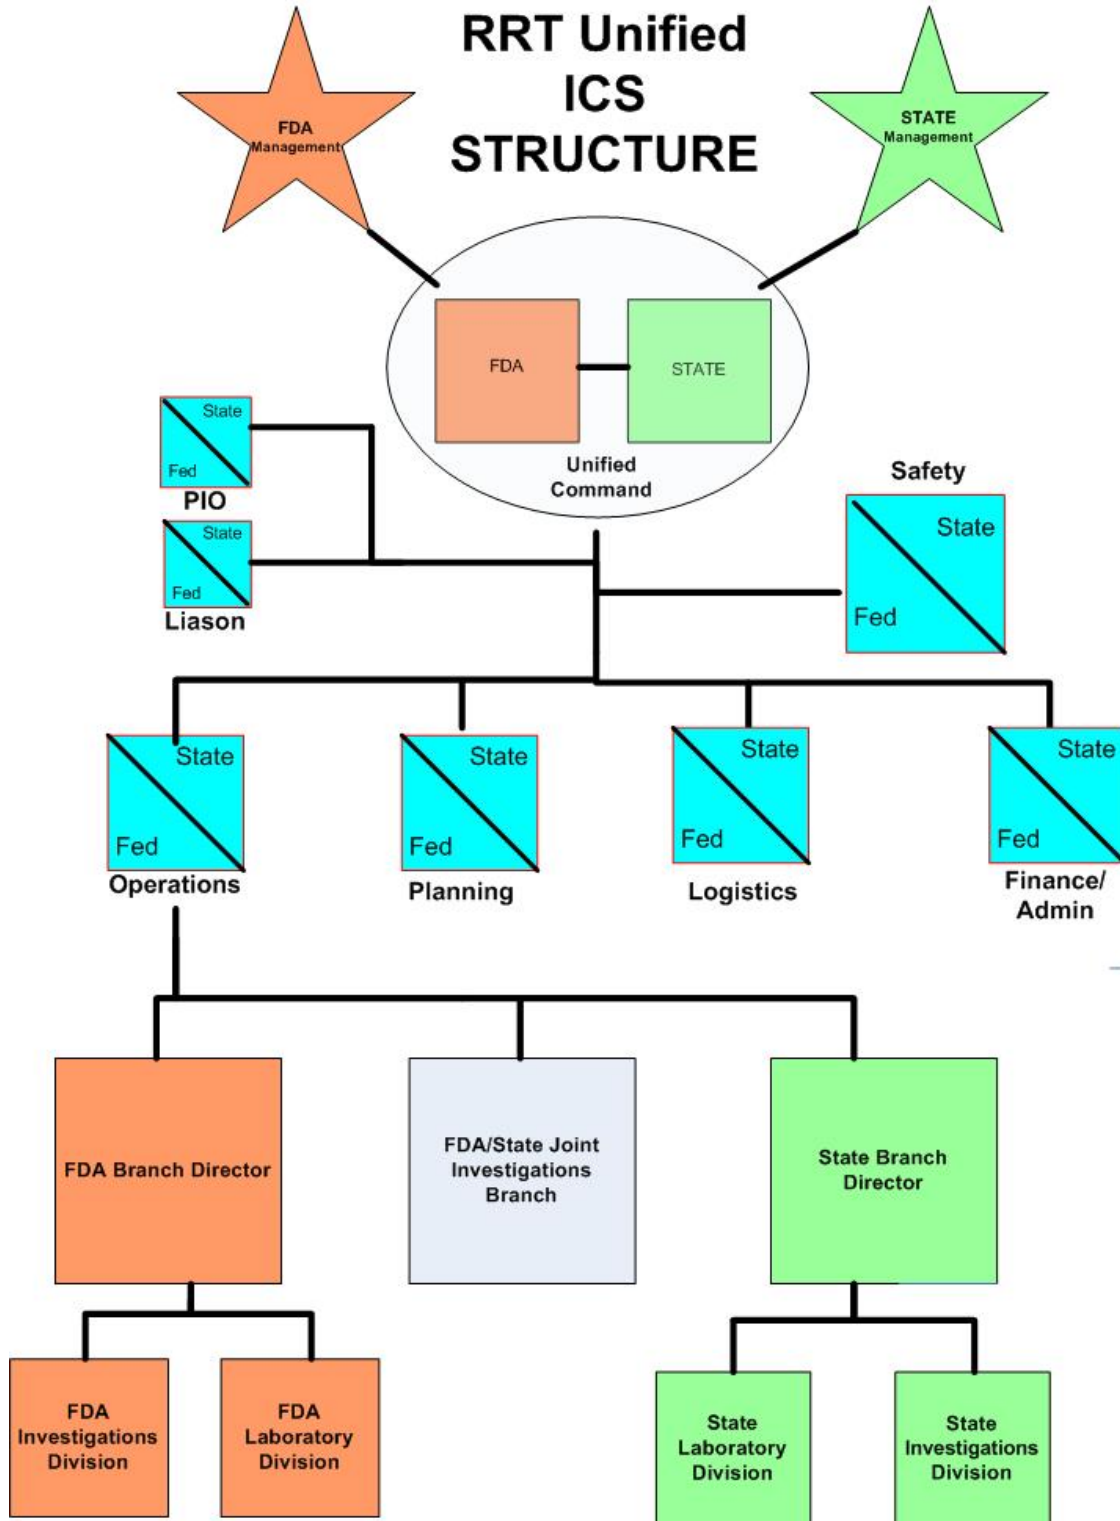 RRT Unified
ICS
STRUCTURE
FDA
Management
STATE
Management
FDA
STATE
Unified
Command
State
Fed
PIO
State
Fed
Liason
Safety
State
Fed
State
Fed
Operations
State
Fed
Planning
State
Fed
Logistics
State
Fed
Finance/
Admin
FDA Branch Director
FDA/State Joint
Investigations
Branch
State Branch
Director
FDA
Investigations
Division
FDA
Laboratory
Division
State
Laboratory
Division
State
Investigations
Division